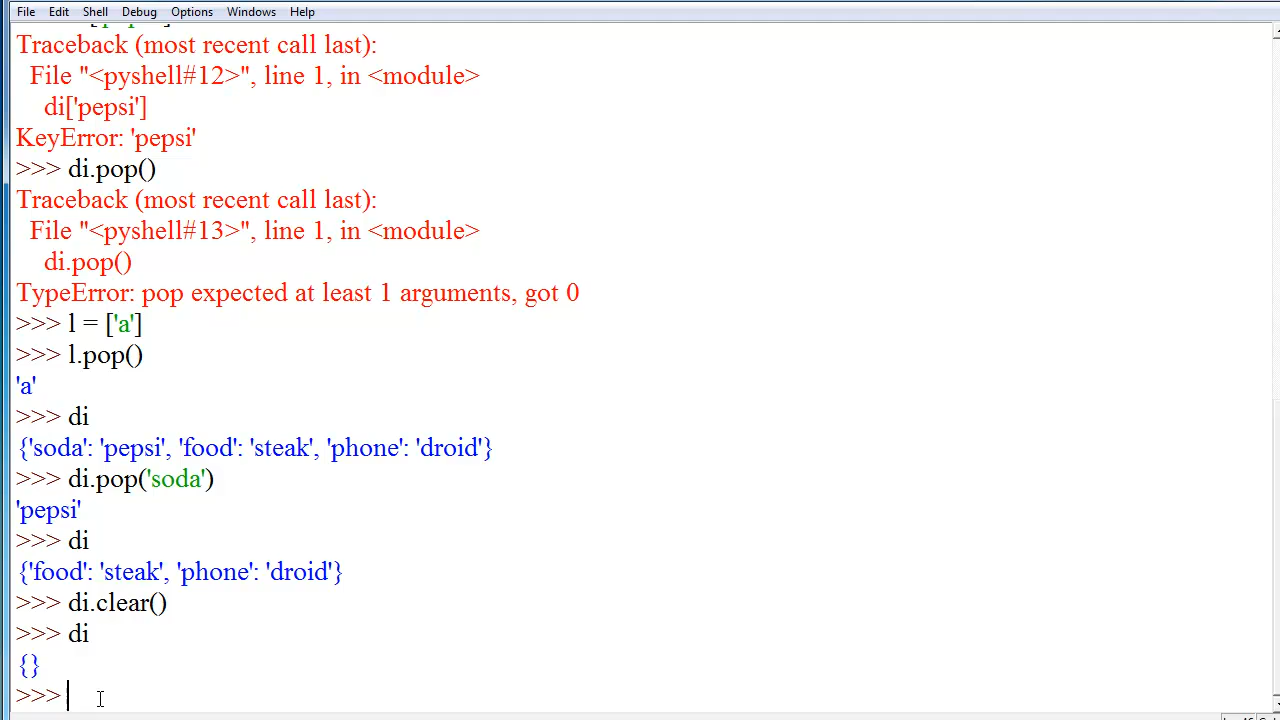 File Edit Shell Debug Options Windows Help
Traceback (most recent call last):
File "<pyshell#12>", line 1, in <module>
di['pepsi']
KeyError: 'pepsi'
>>> di.pop()
Traceback (most recent call last):
File "<pyshell#13>", line 1, in <module>
di.pop()
TypeError: pop expected at least 1 arguments, got 0
>>> l = ['a']
>>> l.pop()
'a'
>>> di
{'soda': 'pepsi', 'food': 'steak', 'phone': 'droid'}
>>> di.pop('soda')
'pepsi'
>>> di
{'food': 'steak', 'phone': 'droid'}
>>> di.clear()
>>> di
{}
>>>